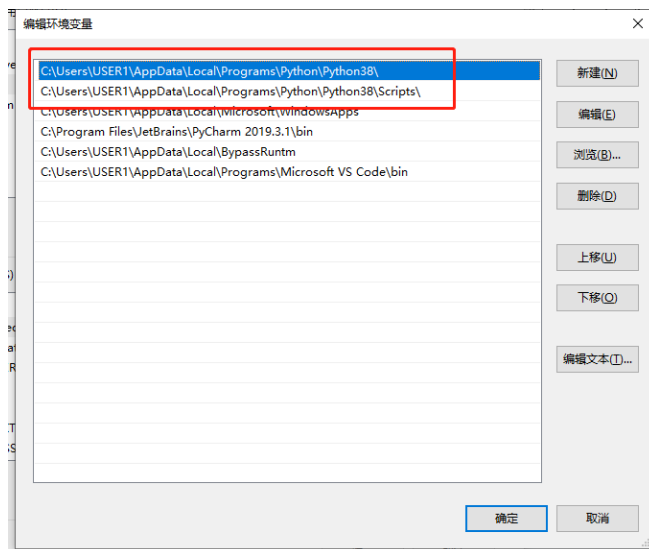 编辑环境变量
C:\Users\USER1\AppData\Local\Programs\Python\Python38\
C:\Users\USER1\AppData\Local\Programs\Python\Python38\Scripts\
C:\Users\USER1\AppData\Local\Microsoft\WindowsApps
C:\Program Files\JetBrains\PyCharm 2019.3.1\bin
C:\Users\USER1\AppData\Local\BypassRuntm
C:\Users\USER1\AppData\Local\Programs\Microsoft VS Code\bin
新建(N)
编辑(E)
浏览(B)...
删除(D)
上移(U)
下移(O)
编辑文本(T)...
确定
取消